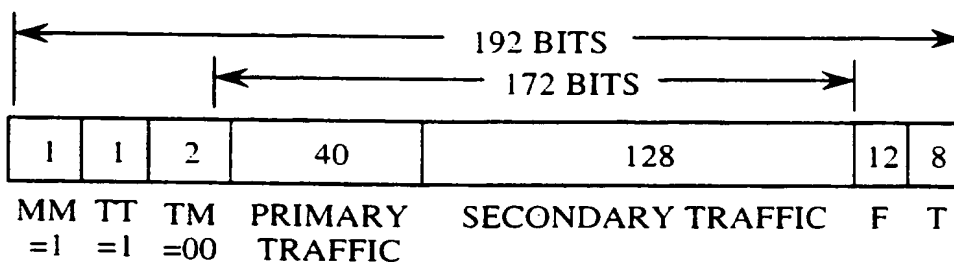 192 BITS
172 BITS
1 1 2 40 128 12 8
MM TT TM PRIMARY SECONDARY TRAFFIC F T
=1 =1 =00 TRAFFIC